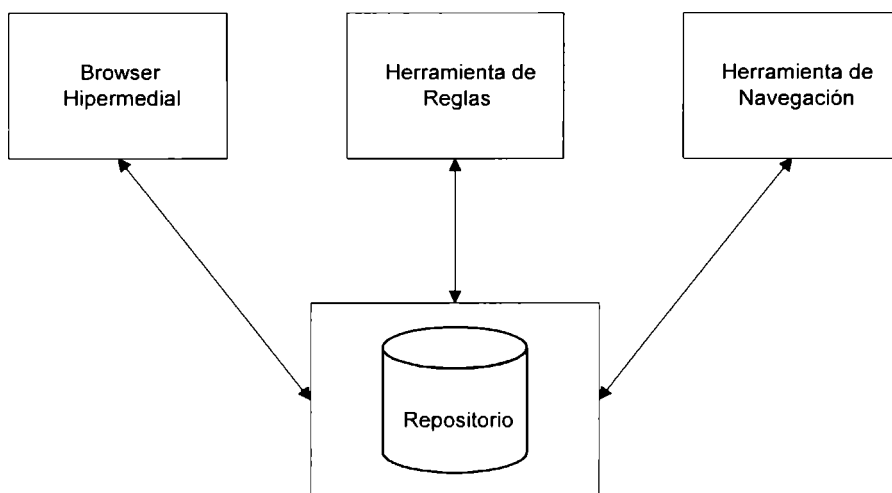 Browser
Hipermedial
Herramienta de
Reglas
Herramienta de
Navegación
Repositorio